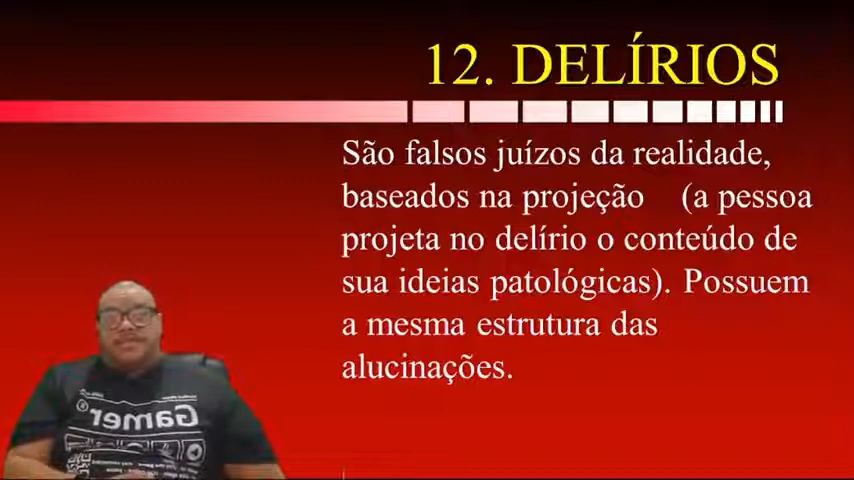 12. DELÍRIOS
São falsos juízos da realidade,
baseados na projeção (a pessoa
projeta no delírio o conteúdo de
sua ideias patológicas). Possuem
a mesma estrutura das
alucinações.
Gamer